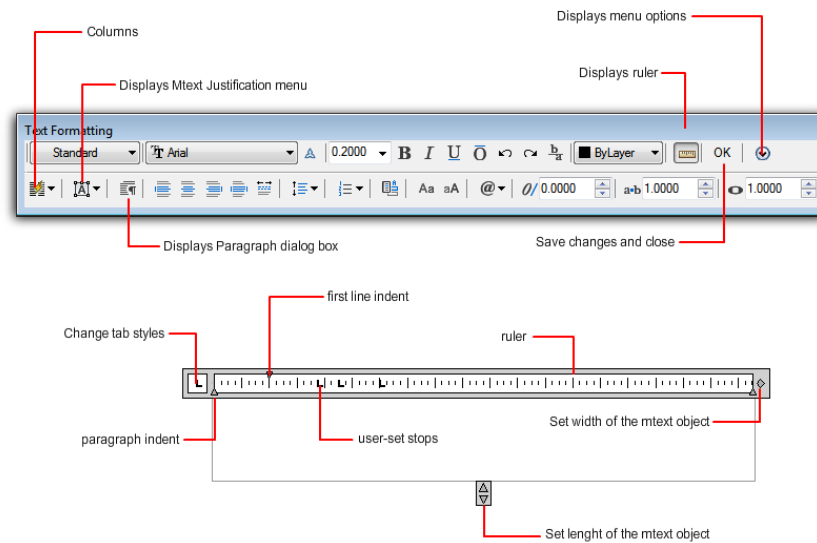 Displays menu options
Columns
Displays ruler
Displays Mtext Justification menu
Text Formatting
Standard Arial 0.2000 B I U O b/a ByLayer OK
A Aa aA @ 0/ 0.0000 a•b 1.0000 1.0000
Displays Paragraph dialog box
Save changes and close
first line indent
Change tab styles
ruler
Set width of the mtext object
paragraph indent
user-set stops
Set lenght of the mtext object